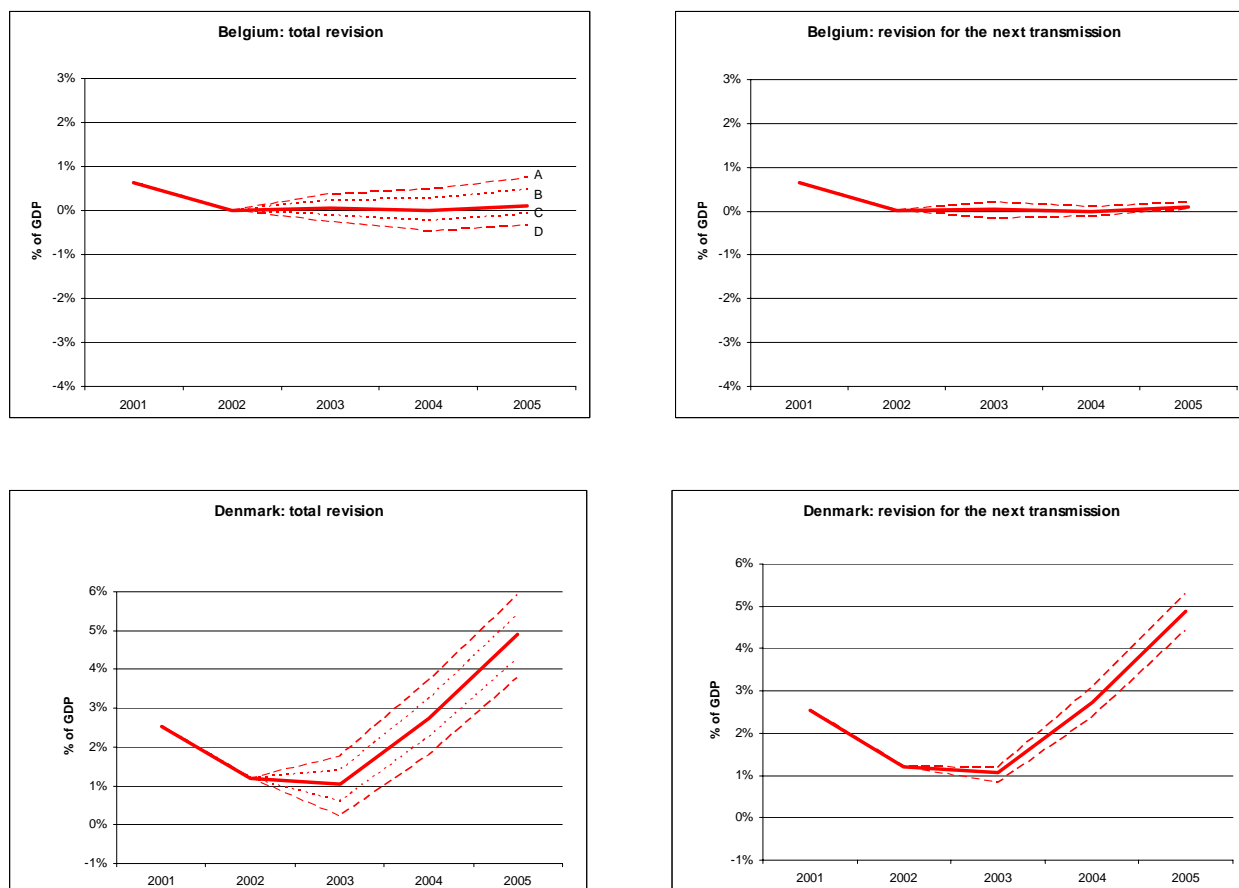 Belgium: total revision
% of GDP
3%
2%
1%
0%
-1%
-2%
-3%
-4%
A
B
C
D
2001 2002 2003 2004 2005
Belgium: revision for the next transmission
% of GDP
3%
2%
1%
0%
-1%
-2%
-3%
-4%
2001 2002 2003 2004 2005
Denmark: total revision
% of GDP
6%
5%
4%
3%
2%
1%
0%
-1%
2001 2002 2003 2004 2005
Denmark: revision for the next transmission
% of GDP
6%
5%
4%
3%
2%
1%
0%
-1%
2001 2002 2003 2004 2005